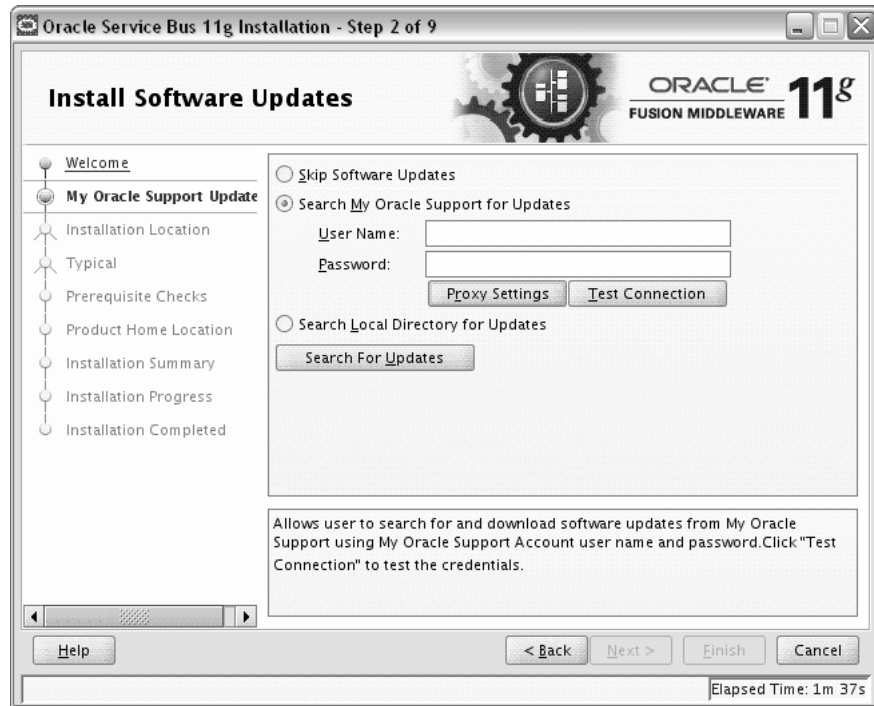 Oracle Service Bus 11g Installation - Step 2 of 9
Install Software Updates
ORACLE
FUSION MIDDLEWARE 11g
Welcome
My Oracle Support Update
Installation Location
Typical
Prerequisite Checks
Product Home Location
Installation Summary
Installation Progress
Installation Completed
Skip Software Updates
Search My Oracle Support for Updates
User Name:
Password:
Proxy Settings Test Connection
Search Local Directory for Updates
Search For Updates
Allows user to search for and download software updates from My Oracle
Support using My Oracle Support Account user name and password.Click "Test
Connection" to test the credentials.
Help < Back Next > Finish Cancel
Elapsed Time: 1m 37s